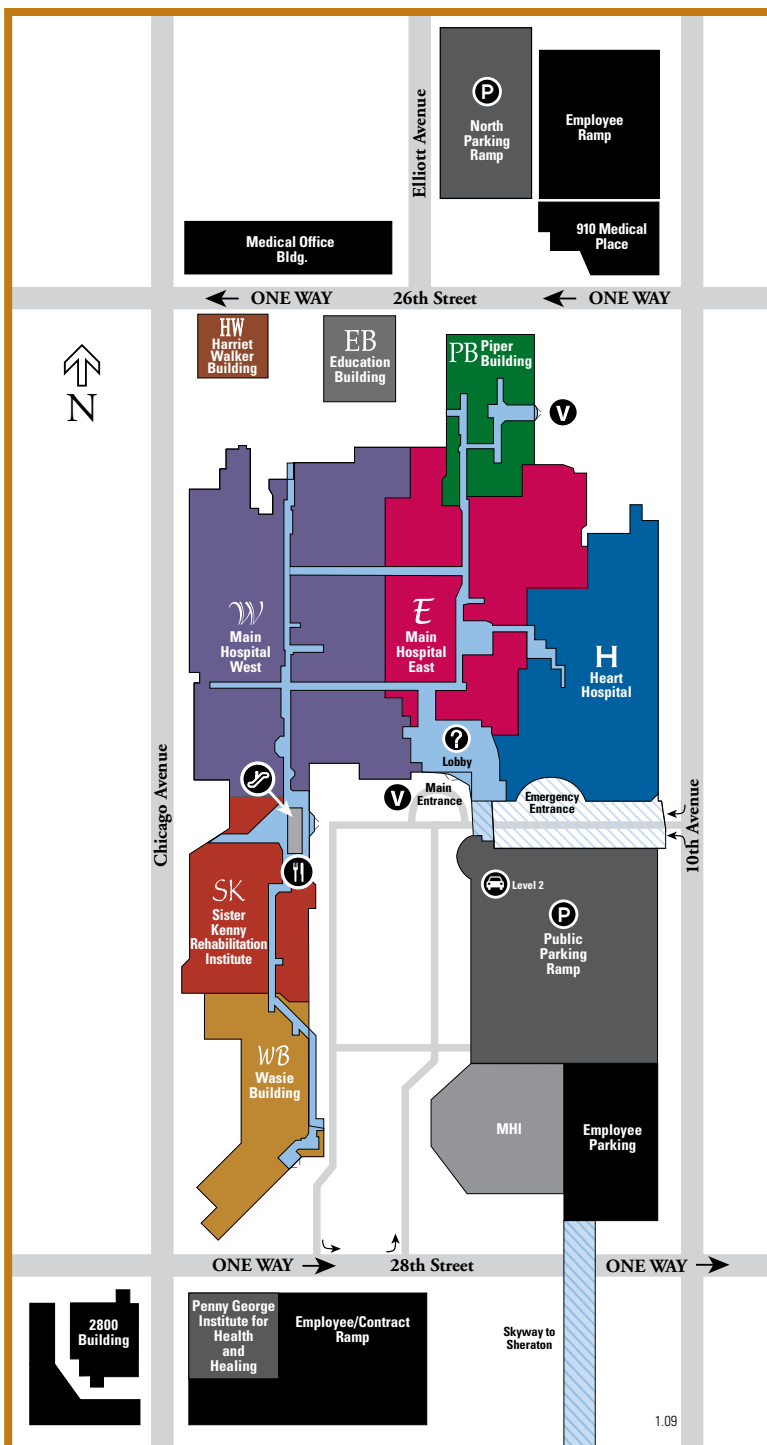 Elliott Avenue
P
North
Parking
Ramp
Employee
Ramp
910 Medical
Place
Medical Office
Bldg.
ONE WAY
26th Street
ONE WAY
HW
Harriet
Walker
Building
EB
Education
Building
PB Piper
Building
N
V
W
Main
Hospital
West
E
Main
Hospital
East
H
Heart
Hospital
?
Lobby
V
Main
Entrance
Emergency
Entrance
Chicago Avenue
10th Avenue
Level 2
SK
Sister
Kenny
Rehabilitation
Institute
P
Public
Parking
Ramp
WB
Wasie
Building
MHI
Employee
Parking
ONE WAY
28th Street
ONE WAY
2800
Building
Penny George
Institute for
Health
and
Healing
Employee/Contract
Ramp
Skyway to
Sheraton
1.09